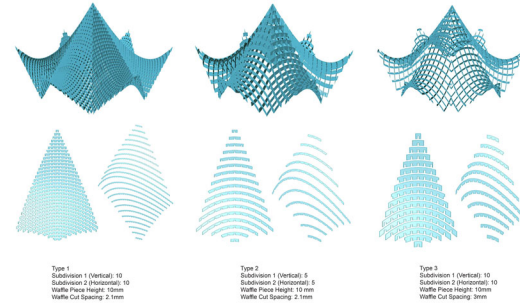 Type 1
Subdivision 1 (Vertical): 10
Subdivision 2 (Horizontal): 10
Waffle Piece Height: 10mm
Waffle Cut Spacing: 2.1mm
Type 2
Subdivision 1 (Vertical): 5
Subdivision 2 (Horizontal): 5
Waffle Piece Height: 10 mm
Waffle Cut Spacing: 2.1mm
Type 3
Subdivision 1 (Vertical): 10
Subdivision 2 (Horizontal): 10
Waffle Piece Height: 10mm
Waffle Cut Spacing: 3mm